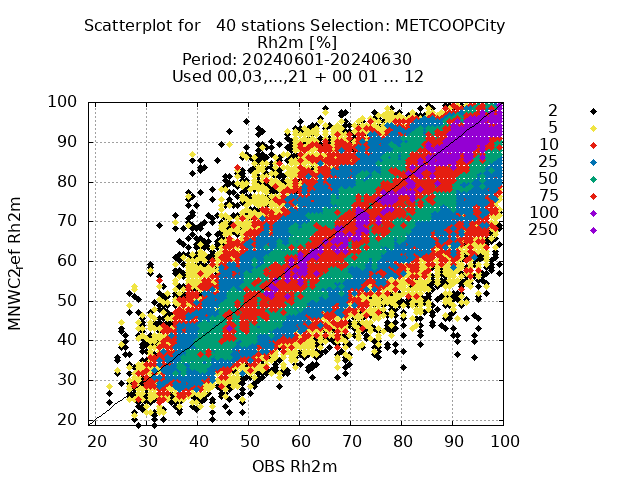 Scatterplot for   40 stations Selection: METCOOPCity
Rh2m [%]
Period: 20240601-20240630
Used 00,03,...,21 + 00 01 ... 12
100
90
80
70
60
50
40
30
20
20 30 40 50 60 70 80 90 100
OBS Rh2m
2
5
10
25
50
75
100
250